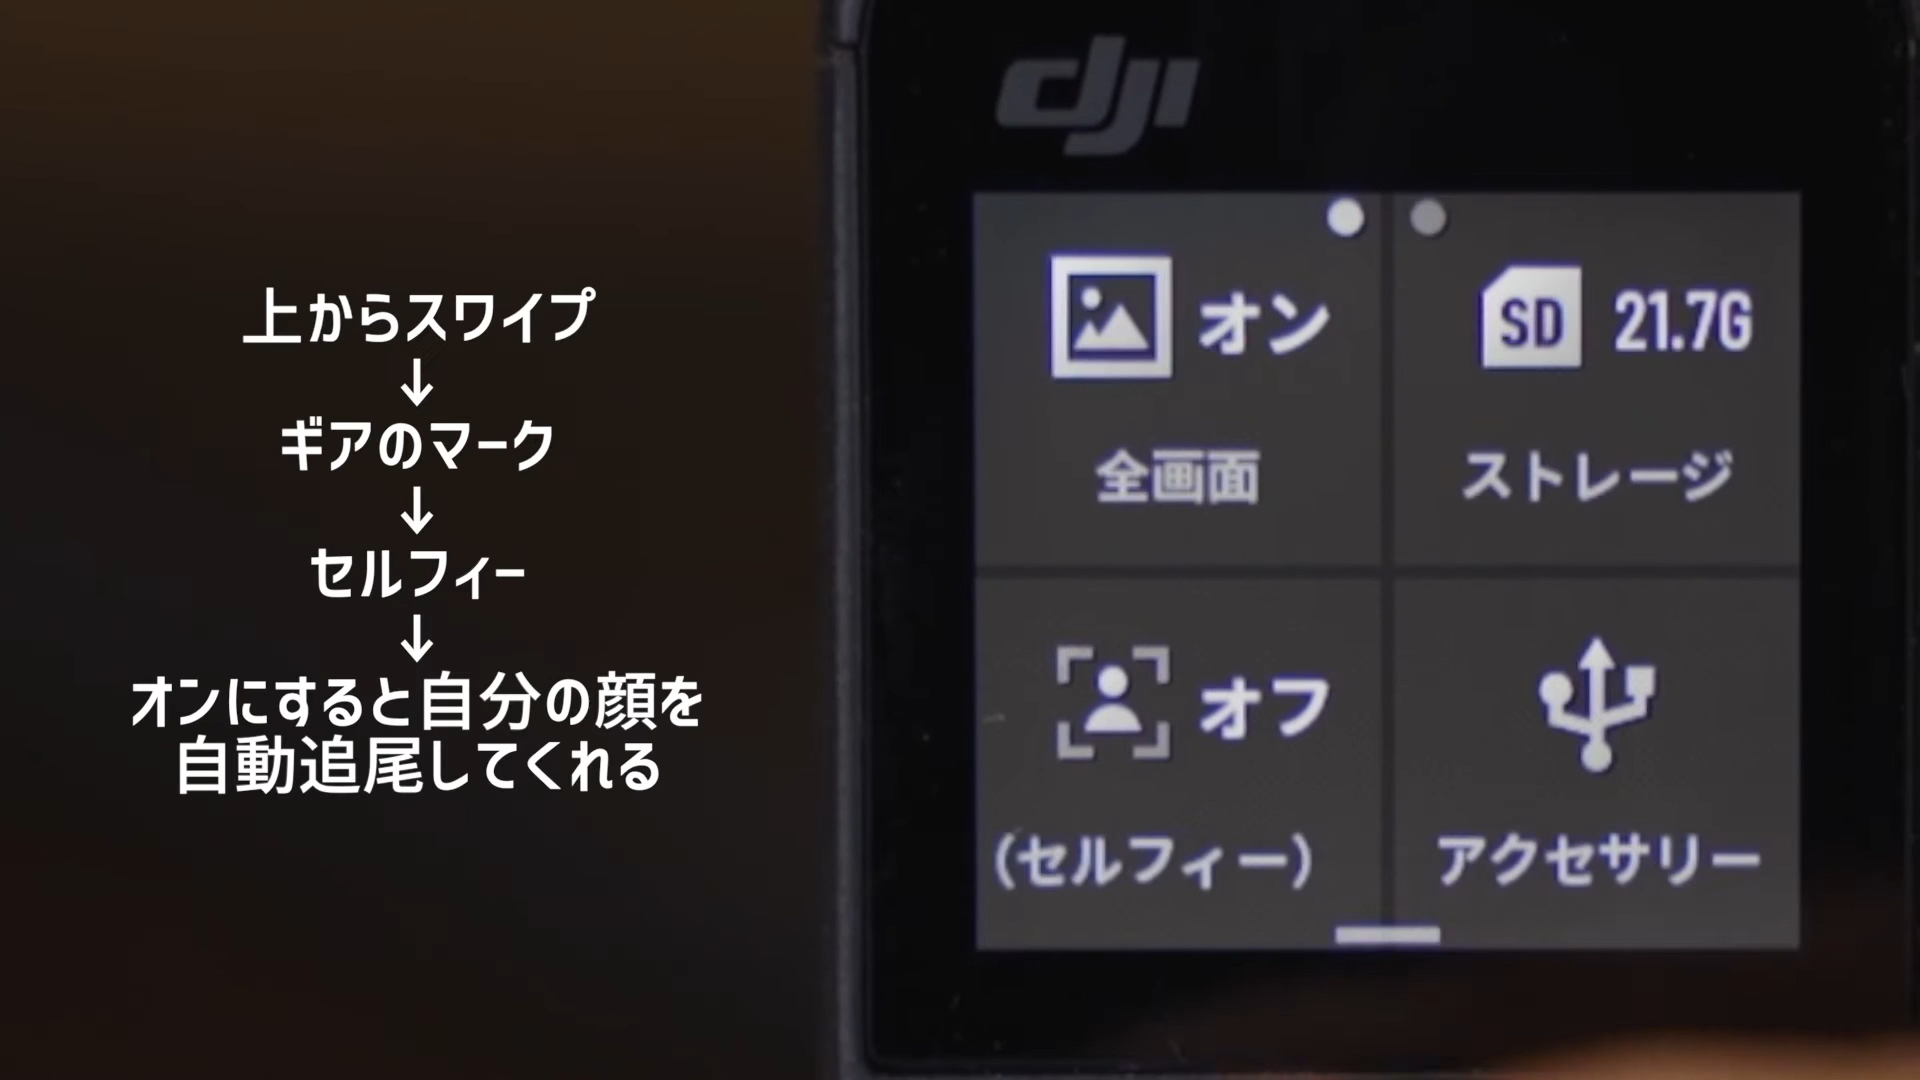 上からスワイプ
↓
ギアのマーク
↓
セルフィー
↓
オンにすると自分の顔を
自動追尾してくれる
dji
オン
全画面
SD 21.7G
ストレージ
オフ
(セルフィー)
アクセサリー